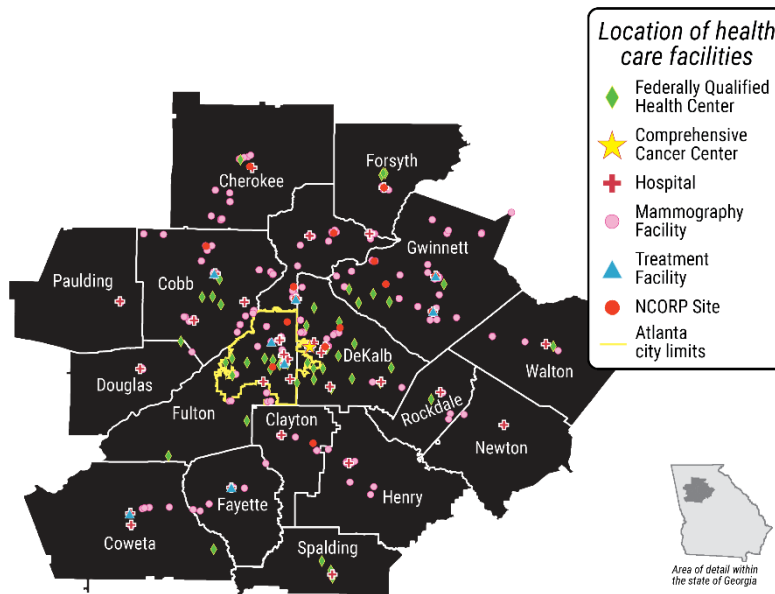 Location of health
care facilities
Federally Qualified
Health Center
Comprehensive
Cancer Center
Hospital
Mammography
Facility
Treatment
Facility
NCORP Site
Atlanta
city limits
Cherokee
Forsyth
Gwinnett
Paulding
Cobb
DeKalb
Walton
Douglas
Rockdale
Fulton
Clayton
Newton
Henry
Fayette
Coweta
Spalding
Area of detail within
the state of Georgia